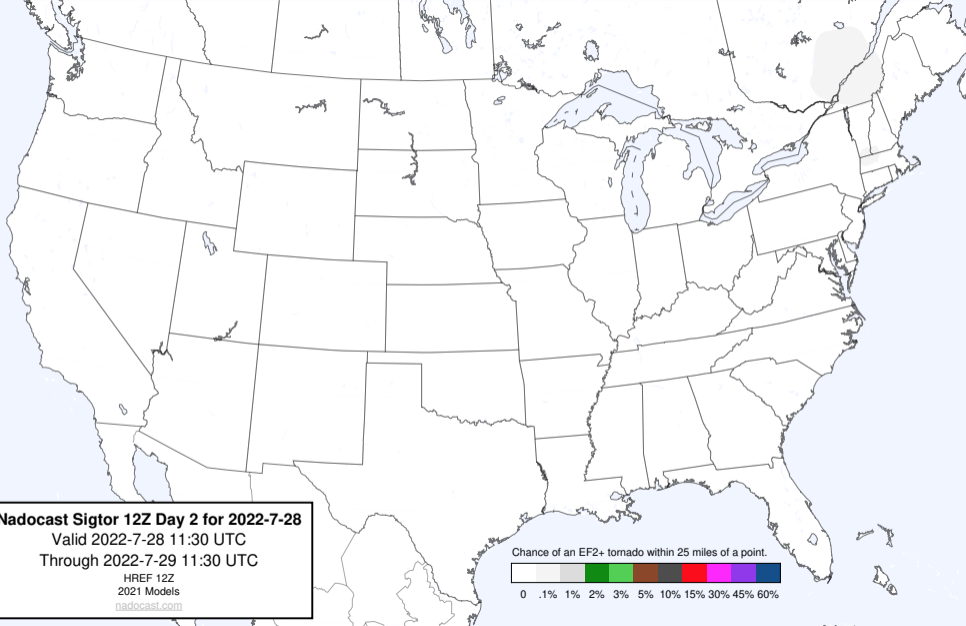 Nadocast Sigtor 12Z Day 2 for 2022-7-28
Valid 2022-7-28 11:30 UTC
Through 2022-7-29 11:30 UTC
HREF 12Z
2021 Models
nadocast.com
Chance of an EF2+ tornado within 25 miles of a point.
0 .1% 1% 2% 3% 5% 10% 15% 30% 45% 60%